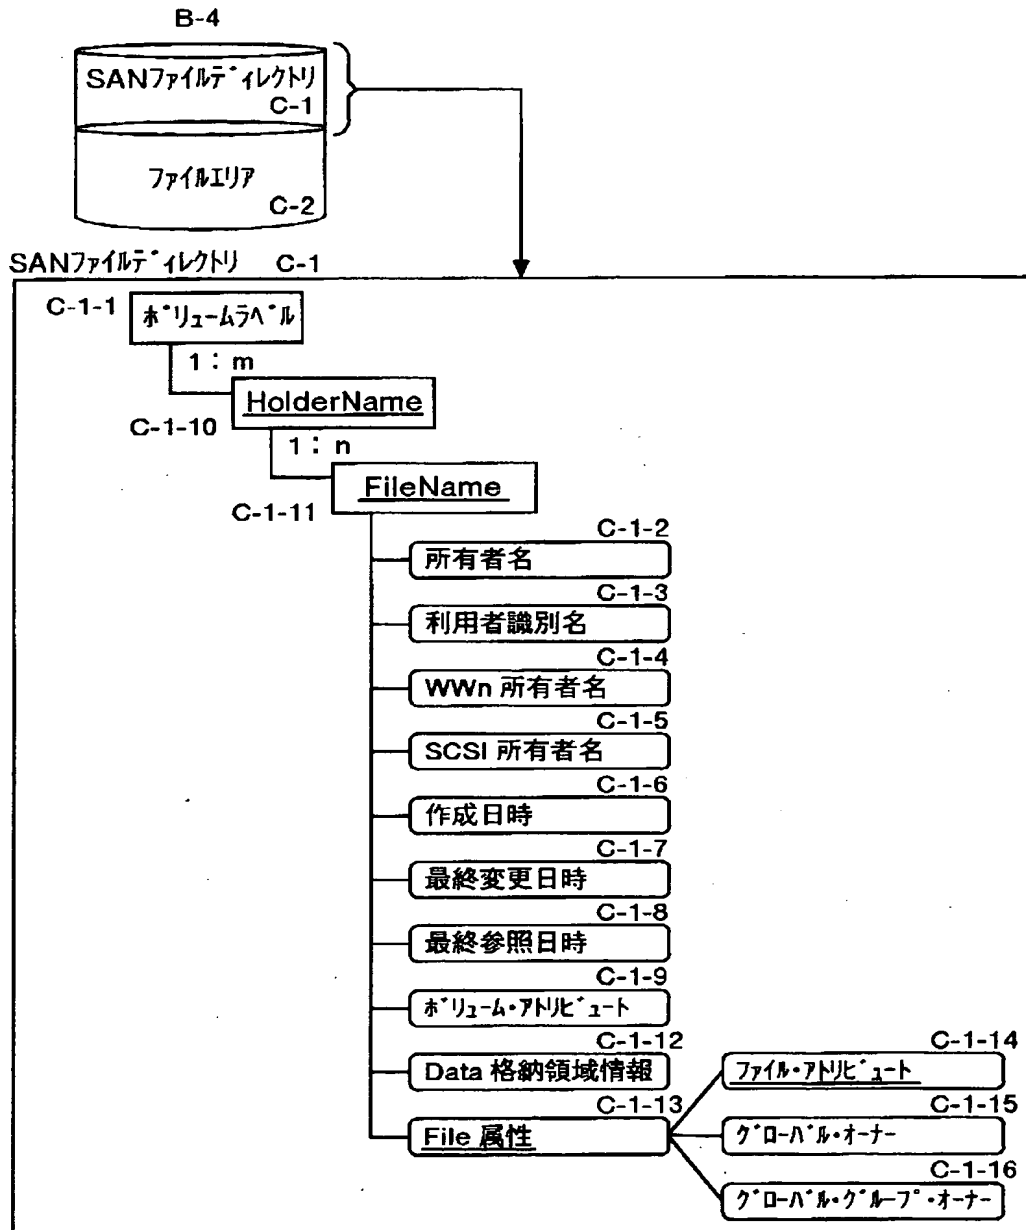 B-4
SANﾌｧｲﾙﾃﾞｨﾚｸﾄﾘ
C-1
ﾌｧｲﾙｴﾘｱ
C-2
SANﾌｧｲﾙﾃﾞｨﾚｸﾄﾘ C-1
C-1-1
ﾎﾞﾘｭｰﾑﾗﾍﾞﾙ
1：m
HolderName
C-1-10
1：n
FileName
C-1-11
C-1-2
所有者名
C-1-3
利用者識別名
C-1-4
WWn 所有者名
C-1-5
SCSI 所有者名
C-1-6
作成日時
C-1-7
最終変更日時
C-1-8
最終参照日時
C-1-9
ﾎﾞﾘｭｰﾑ・ｱﾄﾘﾋﾞｭｰﾄ
C-1-12
Data 格納領域情報
C-1-13
File 属性
C-1-14
ﾌｧｲﾙ・ｱﾄﾘﾋﾞｭｰﾄ
C-1-15
ｸﾞﾛｰﾊﾞﾙ・ｵｰﾅｰ
C-1-16
ｸﾞﾛｰﾊﾞﾙ・ｸﾞﾙｰﾌﾟ・ｵｰﾅｰ